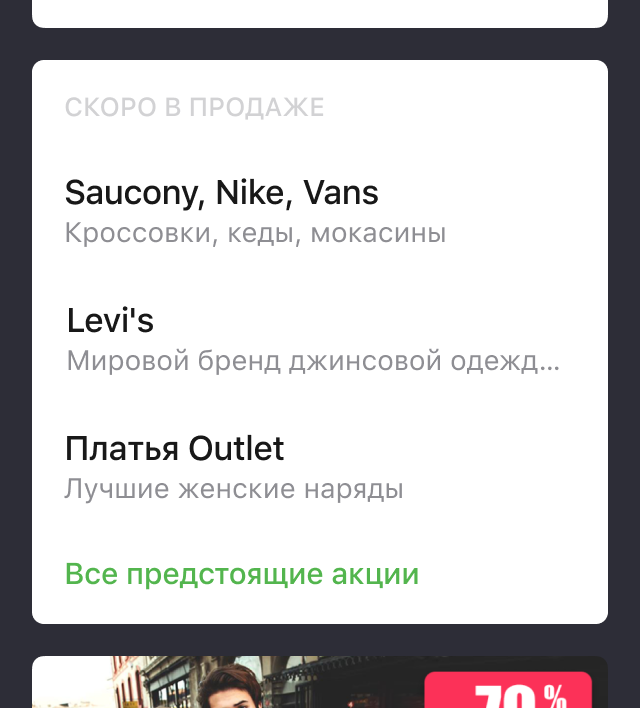 СКОРО В ПРОДАЖЕ
Saucony, Nike, Vans
Кроссовки, кеды, мокасины
Levi's
Мировой бренд джинсовой одежд...
Платья Outlet
Лучшие женские наряды
Все предстоящие акции
70%